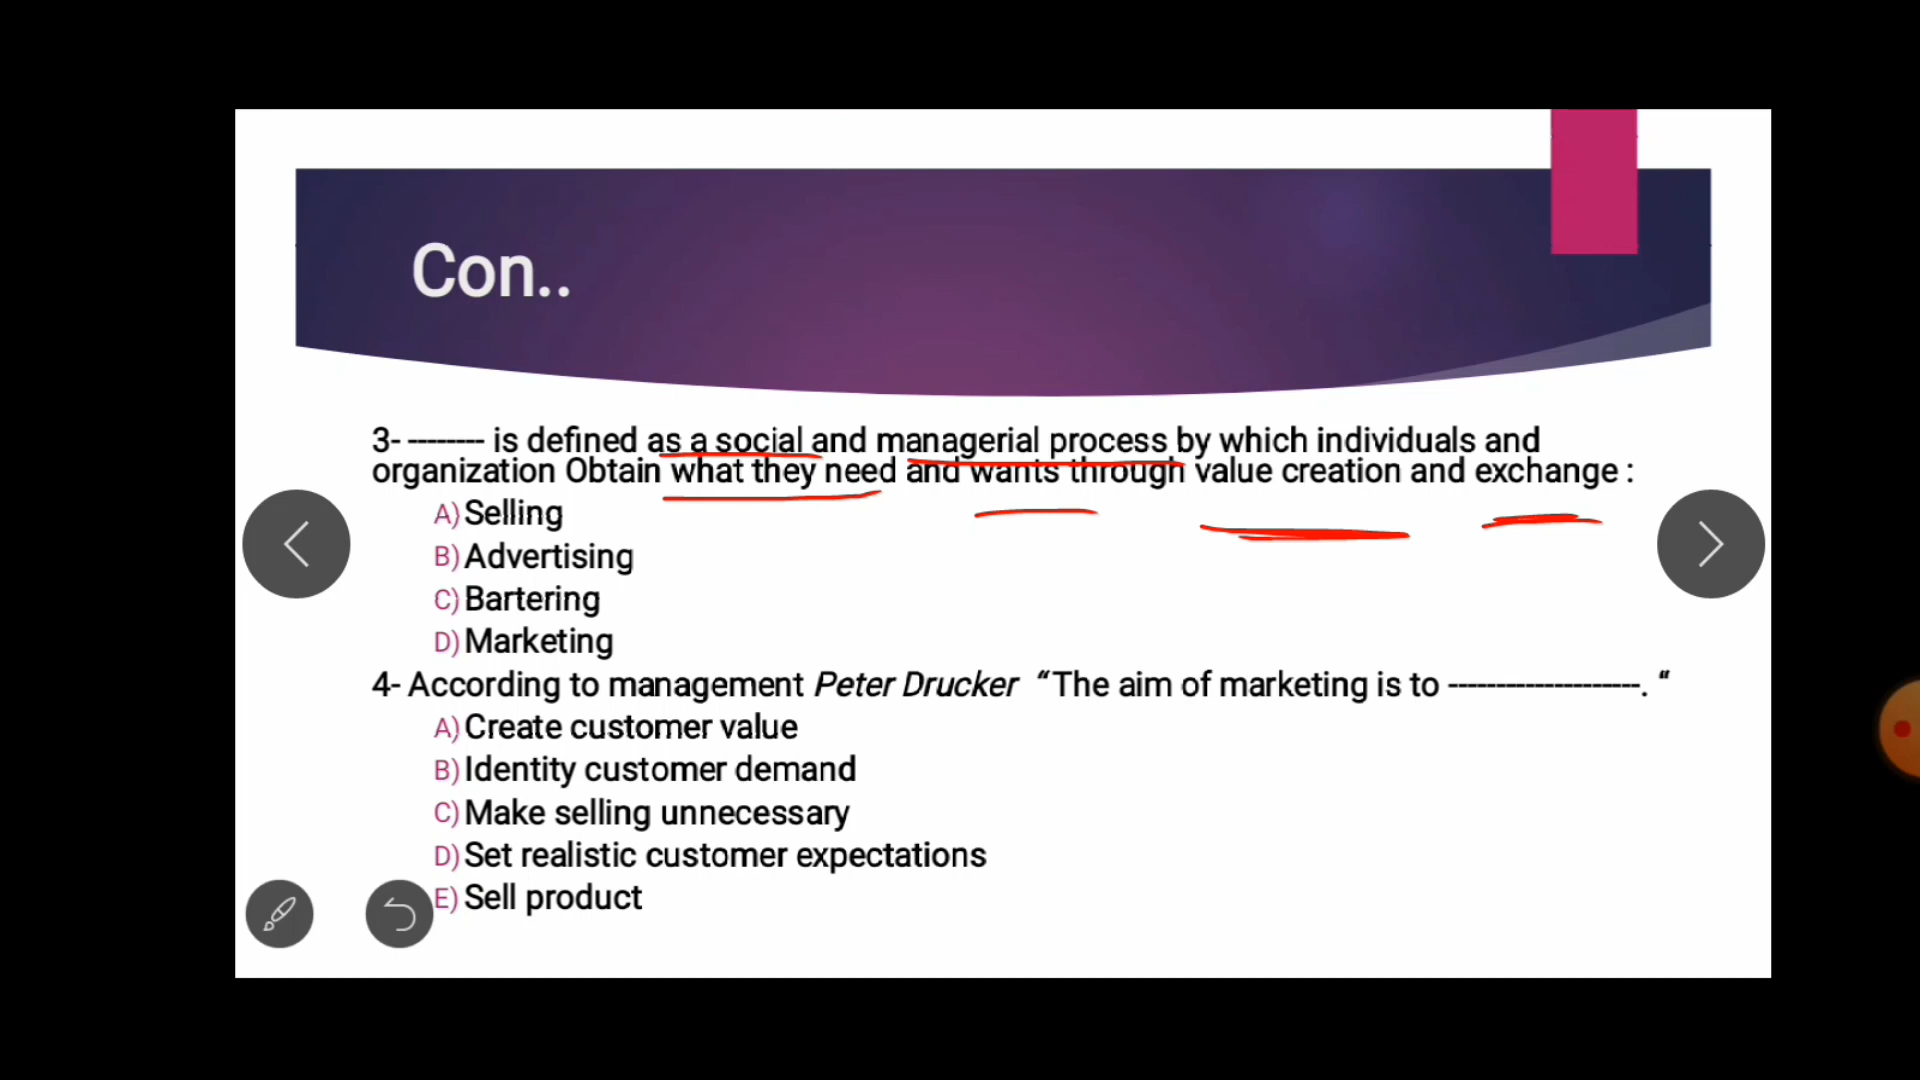 Con..
3- -------- is defined as a social and managerial process by which individuals and
organization Obtain what they need and wants through value creation and exchange :
A) Selling
B) Advertising
C) Bartering
D) Marketing
4- According to management Peter Drucker “The aim of marketing is to --------------------. “
A) Create customer value
B) Identity customer demand
C) Make selling unnecessary
D) Set realistic customer expectations
E) Sell product